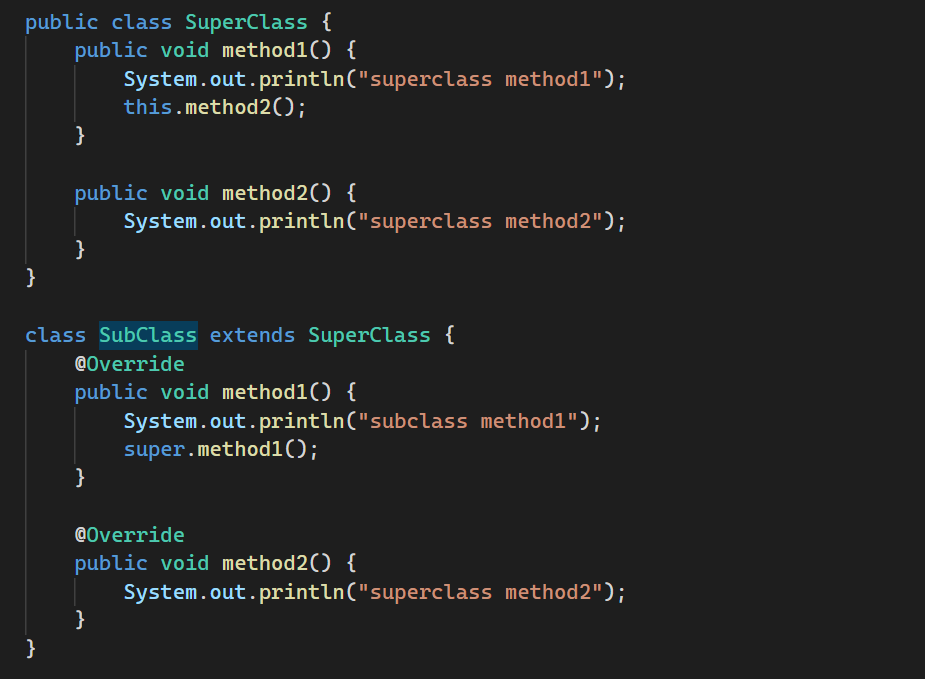 public class SuperClass {
    public void method1() {
        System.out.println("superclass method1");
        this.method2();
    }

    public void method2() {
        System.out.println("superclass method2");
    }
}

class SubClass extends SuperClass {
    @Override
    public void method1() {
        System.out.println("subclass method1");
        super.method1();
    }

    @Override
    public void method2() {
        System.out.println("superclass method2");
    }
}